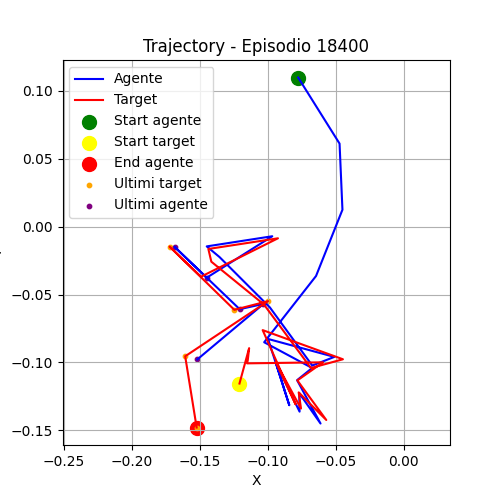 Trajectory - Episodio 18400
Agente
Target
Start agente
Start target
End agente
Ultimi target
Ultimi agente
0.10
0.05
0.00
−0.05
−0.10
−0.15
−0.25
−0.20
−0.15
−0.10
−0.05
0.00
X